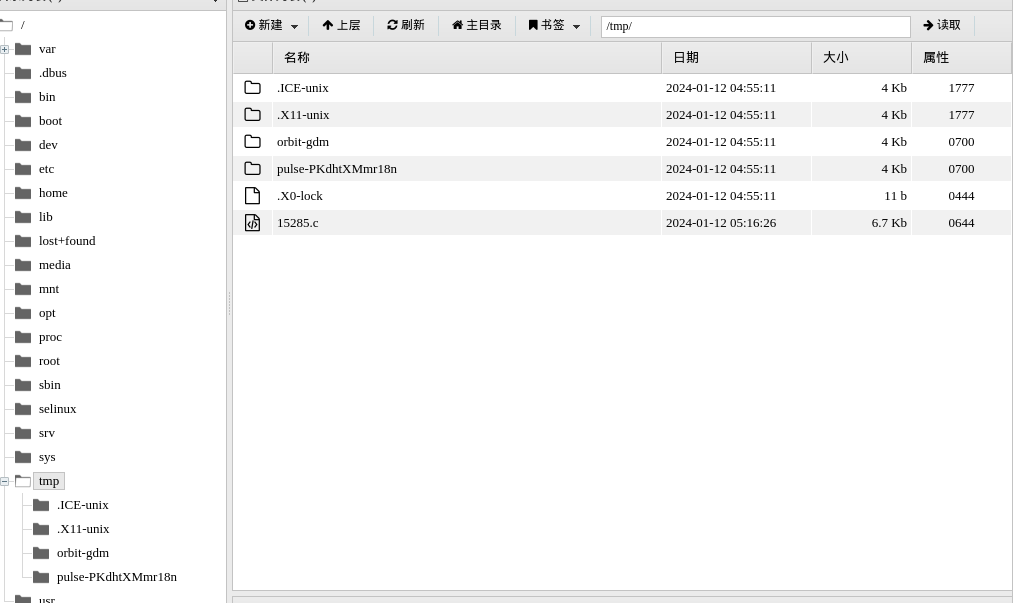 /
var
.dbus
bin
boot
dev
etc
home
lib
lost+found
media
mnt
opt
proc
root
sbin
selinux
srv
sys
tmp
.ICE-unix
.X11-unix
orbit-gdm
pulse-PKdhtXMmr18n
usr
新建 上层 刷新 主目录 书签 /tmp/ 读取
名称 日期 大小 属性
.ICE-unix 2024-01-12 04:55:11 4 Kb 1777
.X11-unix 2024-01-12 04:55:11 4 Kb 1777
orbit-gdm 2024-01-12 04:55:11 4 Kb 0700
pulse-PKdhtXMmr18n 2024-01-12 04:55:11 4 Kb 0700
.X0-lock 2024-01-12 04:55:11 11 b 0444
15285.c 2024-01-12 05:16:26 6.7 Kb 0644